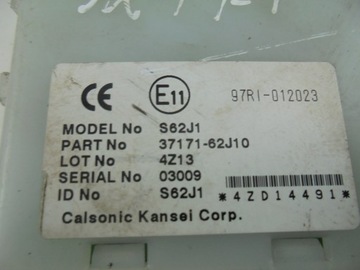 CE E11 97RI-012023
MODEL No S62J1
PART No 37171-62J10
LOT No 4Z13
SERIAL No 03009
ID No S62J1 *4ZD14491*
Calsonic Kansei Corp.